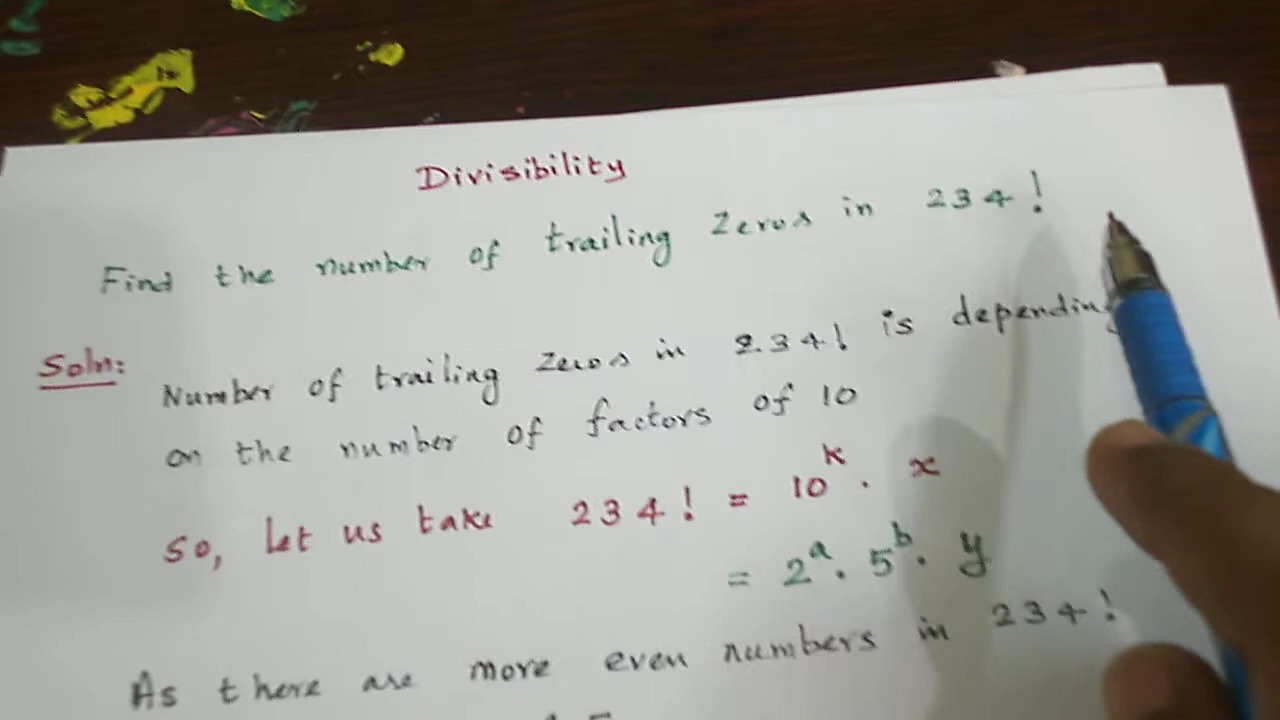 Divisibility
Find the number of trailing zeros in 234!
Soln: Number of trailing zeros in 234! is depending
on the number of factors of 10
So, let us take 234! = 10^k . x
= 2^a . 5^b . y
As there are more even numbers in 234!